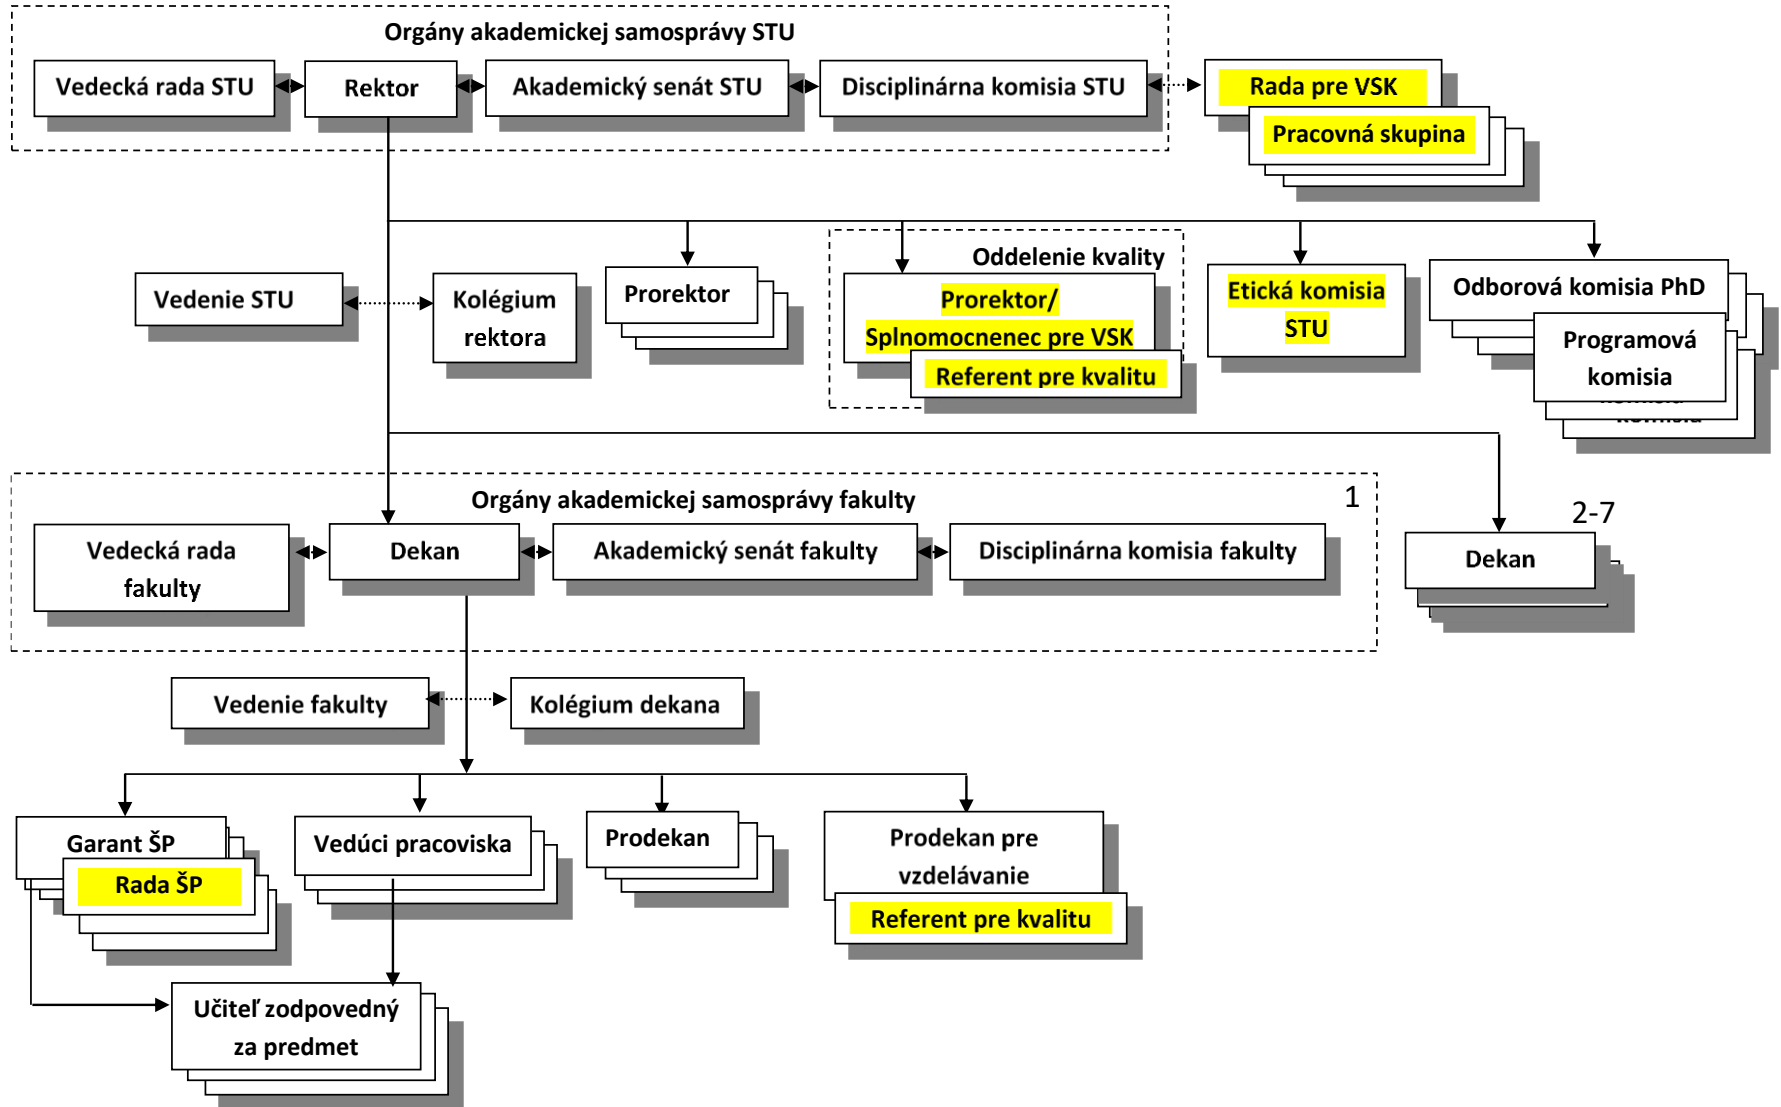 Orgány akademickej samosprávy STU
Vedecká rada STU
Rektor
Akademický senát STU
Disciplinárna komisia STU
Rada pre VSK
Pracovná skupina
Vedenie STU
Kolégium
rektora
Prorektor
Oddelenie kvality
Prorektor/
Splnomocnenec pre VSK
Referent pre kvalitu
Etická komisia
STU
Odborová komisia PhD
Programová
komisia
komisia
komisia
Orgány akademickej samosprávy fakulty
1
Vedecká rada
fakulty
Dekan
Akademický senát fakulty
Disciplinárna komisia fakulty
2-7
Dekan
Vedenie fakulty
Kolégium dekana
Garant ŠP
Rada ŠP
Vedúci pracoviska
Prodekan
Prodekan pre
vzdelávanie
Referent pre kvalitu
Učiteľ zodpovedný
za predmet